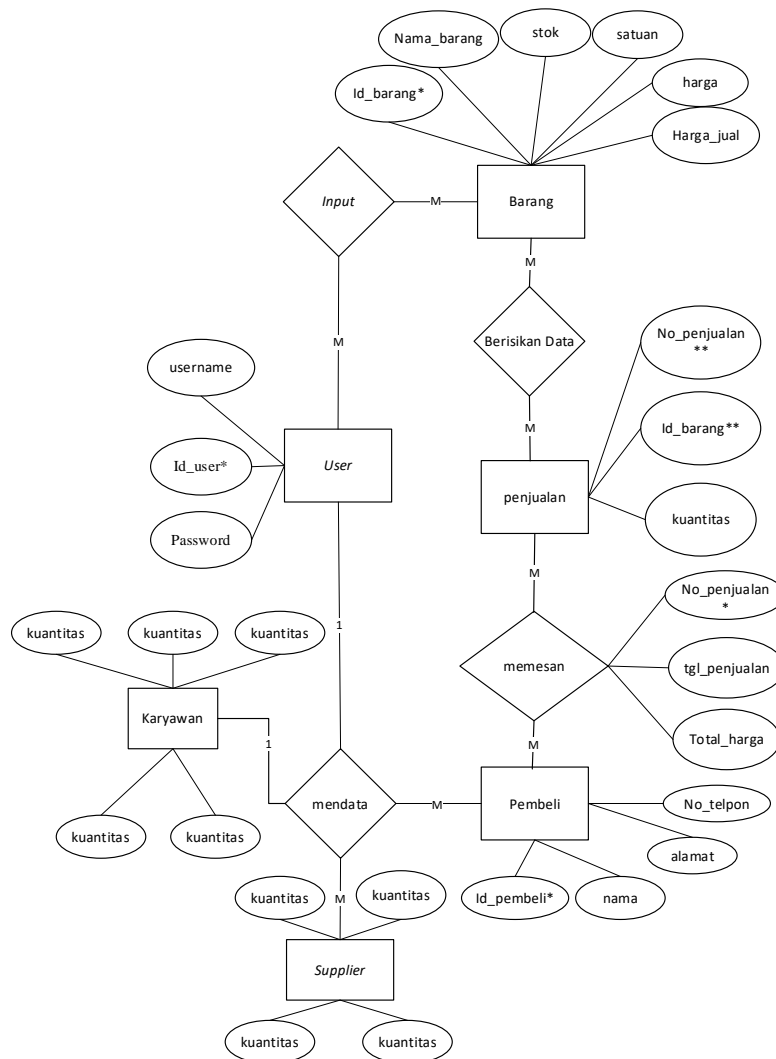 Nama_barang
stok
satuan
Id_barang*
harga
Harga_jual
Input
M
Barang
M
M
Berisikan Data
No_penjualan
**
username
M
Id_barang**
Id_user*
User
penjualan
kuantitas
Password
M
No_penjualan
*
kuantitas
kuantitas
kuantitas
1
memesan
tgl_penjualan
Karyawan
1
Total_harga
M
mendata
M
Pembeli
No_telpon
kuantitas
kuantitas
alamat
kuantitas
M
kuantitas
Id_pembeli*
nama
Supplier
kuantitas
kuantitas